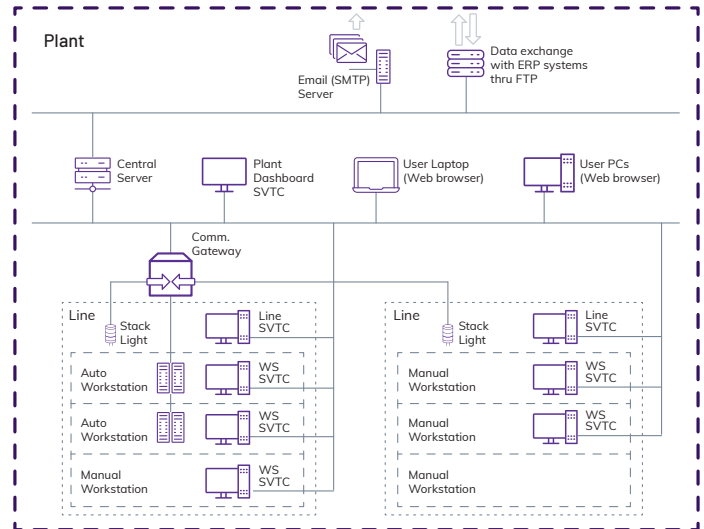 Plant
Email (SMTP)
Server
Data exchange
with ERP systems
thru FTP
Central
Server
Plant
Dashboard
SVTC
User Laptop
(Web browser)
User PCs
(Web browser)
Comm.
Gateway
Line
Stack
Light
Line
SVTC
Auto
Workstation
WS
SVTC
Auto
Workstation
WS
SVTC
Manual
Workstation
WS
SVTC
Line
Stack
Light
Line
SVTC
Manual
Workstation
WS
SVTC
Manual
Workstation
WS
SVTC
Manual
Workstation